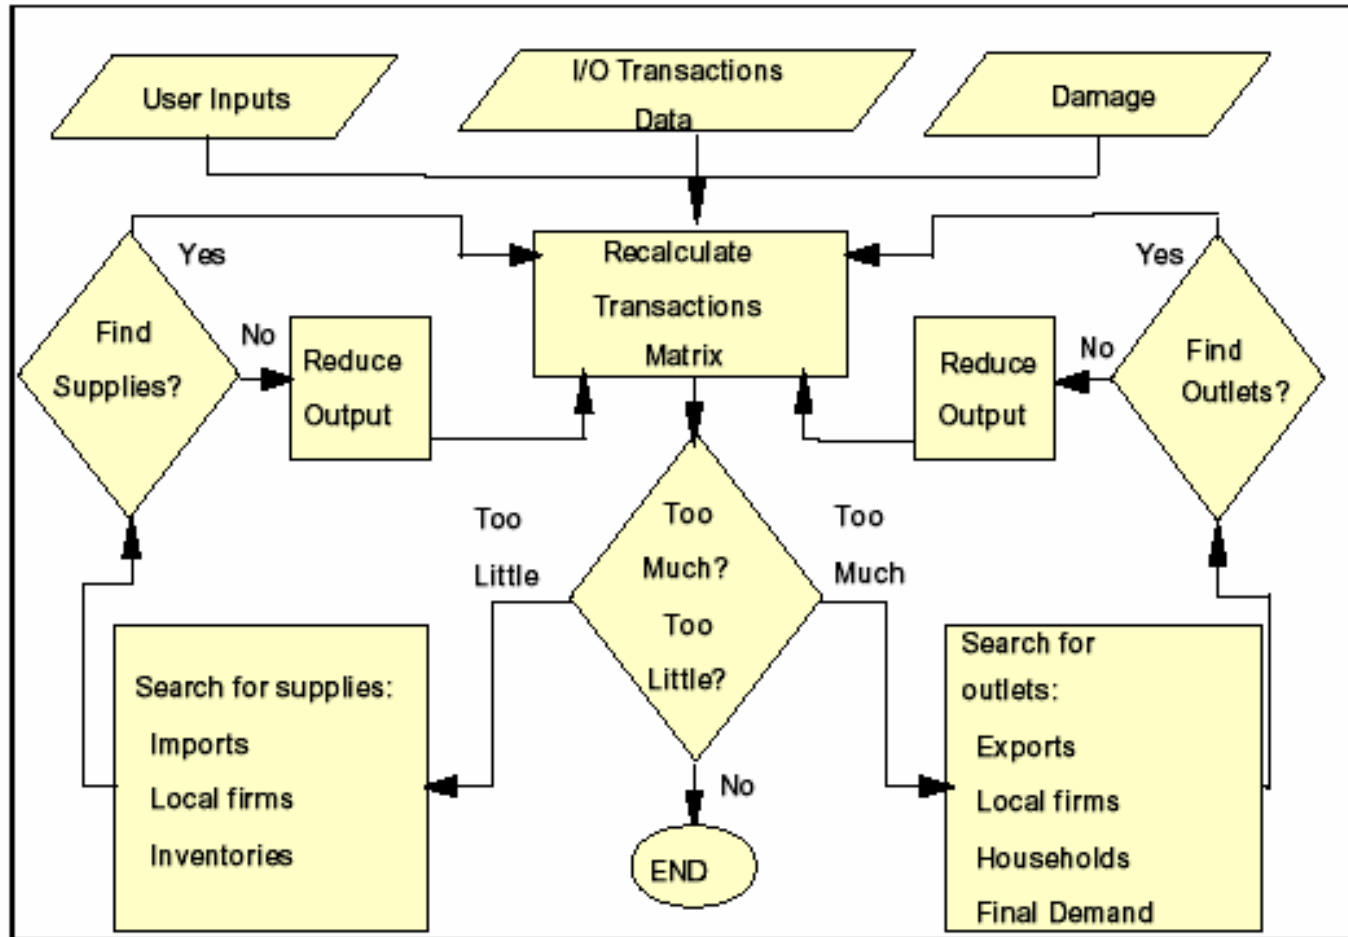 User Inputs
I/O Transactions
Data
Damage
Yes
Find
Supplies?
No
Reduce
Output
Recalculate
Transactions
Matrix
Reduce
Output
No
Yes
Find
Outlets?
Too
Little
Too
Much?
Too
Little?
Too
Much
Search for supplies:
Imports
Local firms
Inventories
No
END
Search for
outlets:
Exports
Local firms
Households
Final Demand